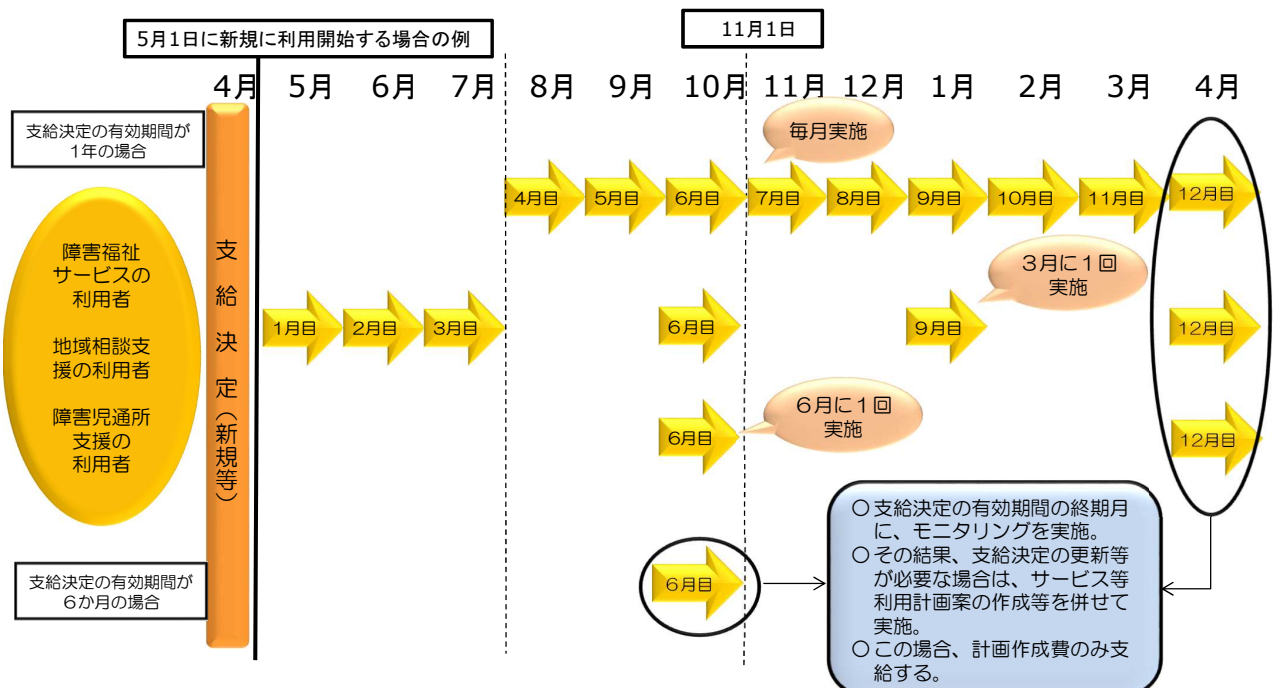 5月1日に新規に利用開始する場合の例
11月1日
4月 5月 6月 7月 8月 9月 10月 11月 12月 1月 2月 3月 4月
支給決定の有効期間が
1年の場合
毎月実施
4月目 5月目 6月目 7月目 8月目 9月目 10月目 11月目 12月目
障害福祉
サービスの
利用者
地域相談支
援の利用者
障害児通所
支援の
利用者
支給決定(新規等)
3月に1回
実施
1月目 2月目 3月目 6月目 9月目 12月目
6月に1回
実施
6月目 12月目
支給決定の有効期間が
6か月の場合
6月目
○支給決定の有効期間の終期月
に、モニタリングを実施。
○その結果、支給決定の更新等
が必要な場合は、サービス等
利用計画案の作成等を併せて
実施。
○この場合、計画作成費のみ支
給する。